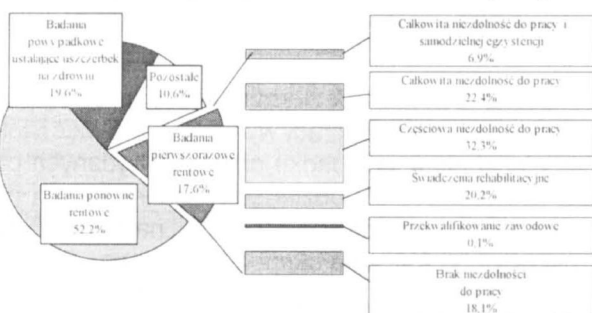 Badania
powypadkowe
ustalające uszczerbek
na zdrowiu
19,6%
Pozostałe
10,6%
Badania
pierwszorazowe
rentowe
17,6%
Badania ponowne
rentowe
52,2%
Całkowita niezdolność do pracy i
samodzielnej egzystencji
6,9%
Całkowita niezdolność do pracy
22,4%
Częściowa niezdolność do pracy
32,3%
Świadczenia rehabilitacyjne
20,2%
Przekwalifikowanie zawodowe
0,1%
Brak niezdolności
do pracy
18,1%